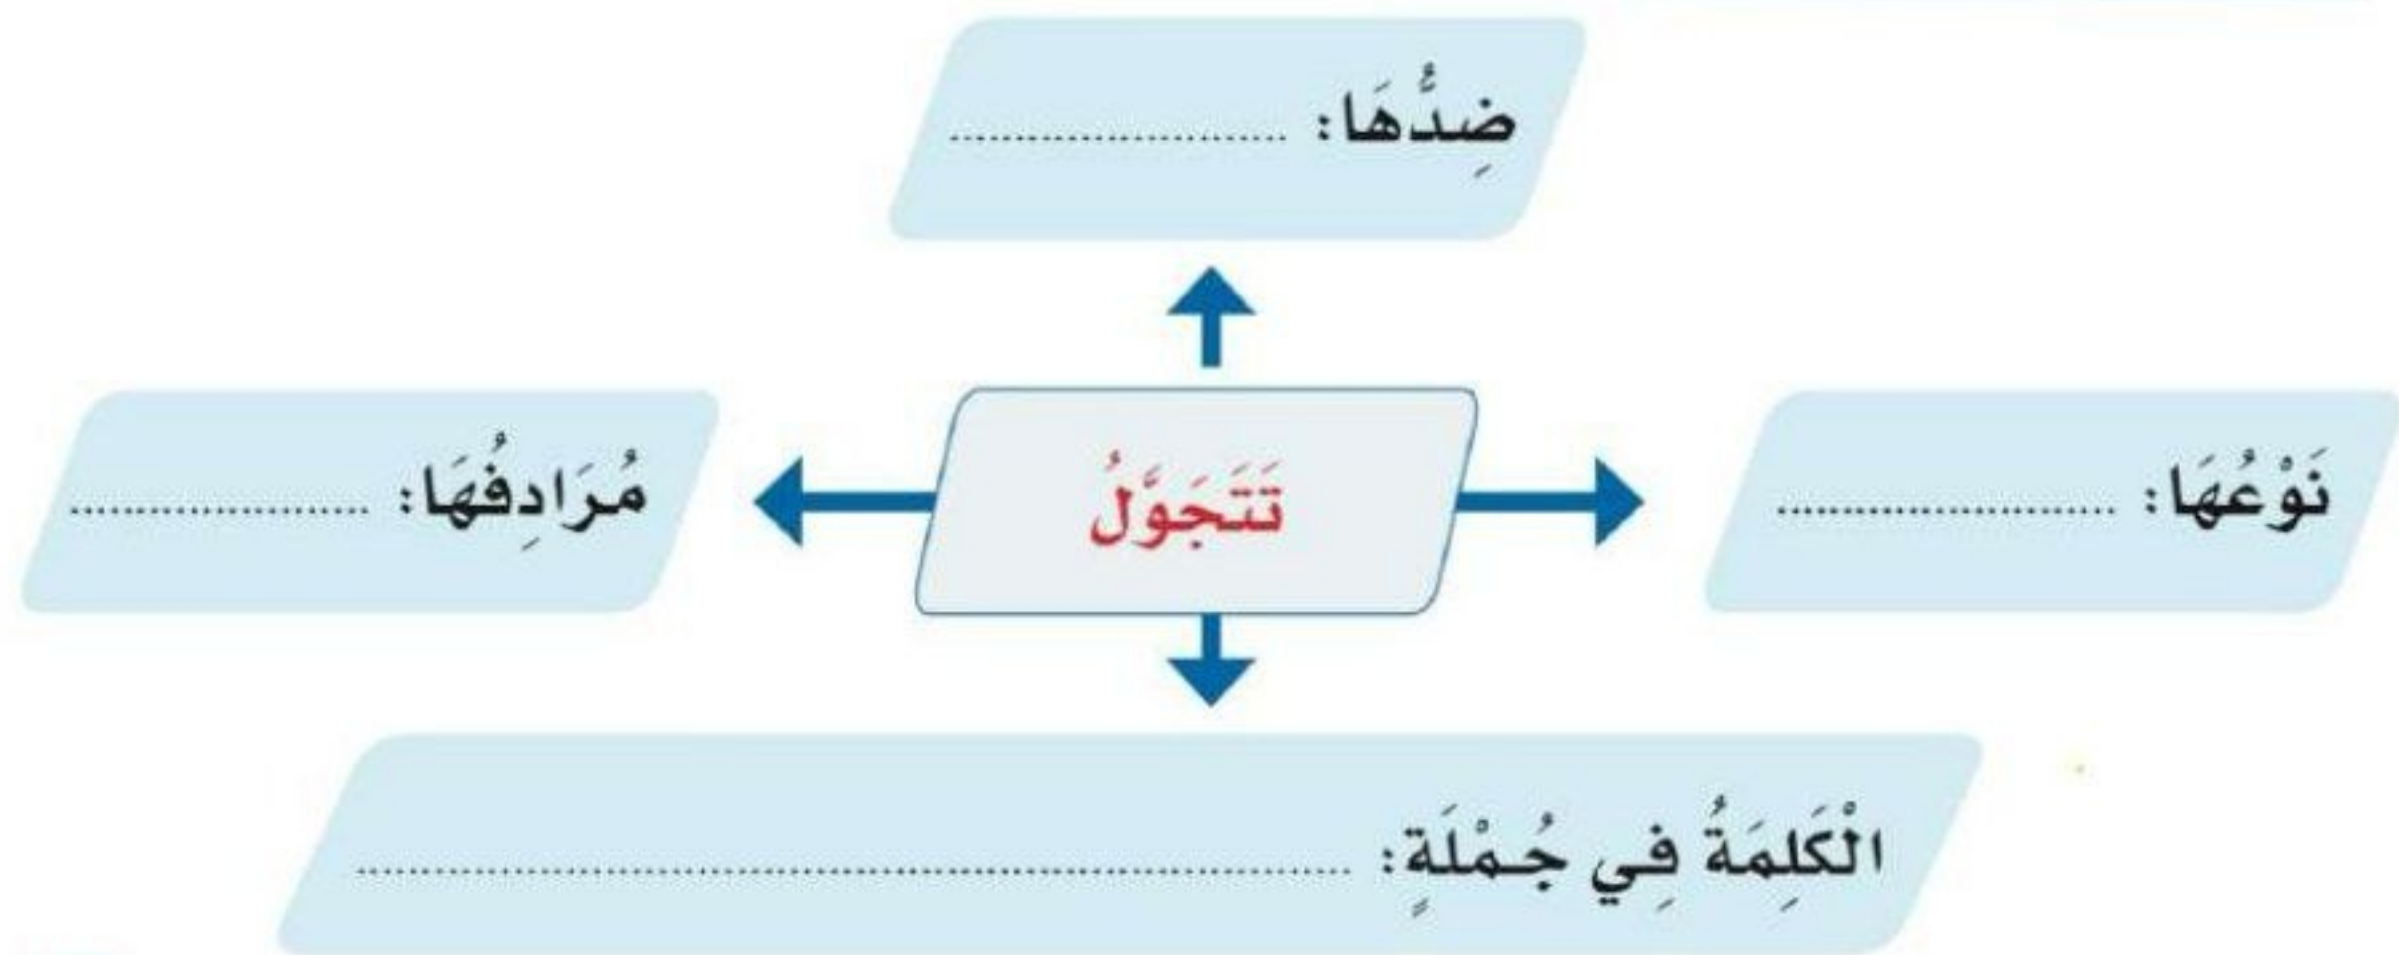 ضِدُّهَا: ........................
نَوْعُهَا: ........................
تَتَجَوَّلُ
مُرَادِفُهَا: ......................
الْكَلِمَةُ فِي جُمْلَةٍ: ......................................................................